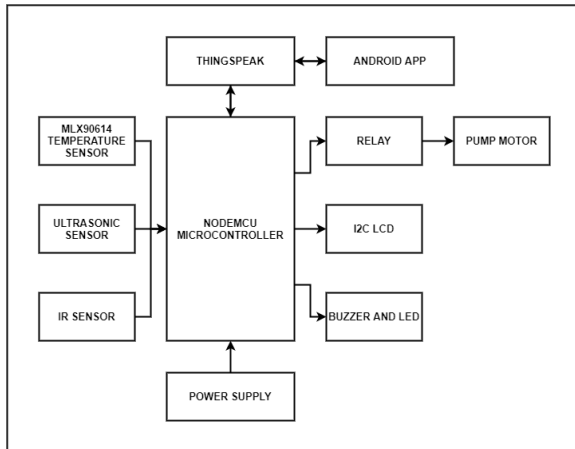 THINGSPEAK
ANDROID APP
MLX90614
TEMPERATURE
SENSOR
RELAY
PUMP MOTOR
ULTRASONIC
SENSOR
NODEMCU
MICROCONTROLLER
I2C LCD
IR SENSOR
BUZZER AND LED
POWER SUPPLY